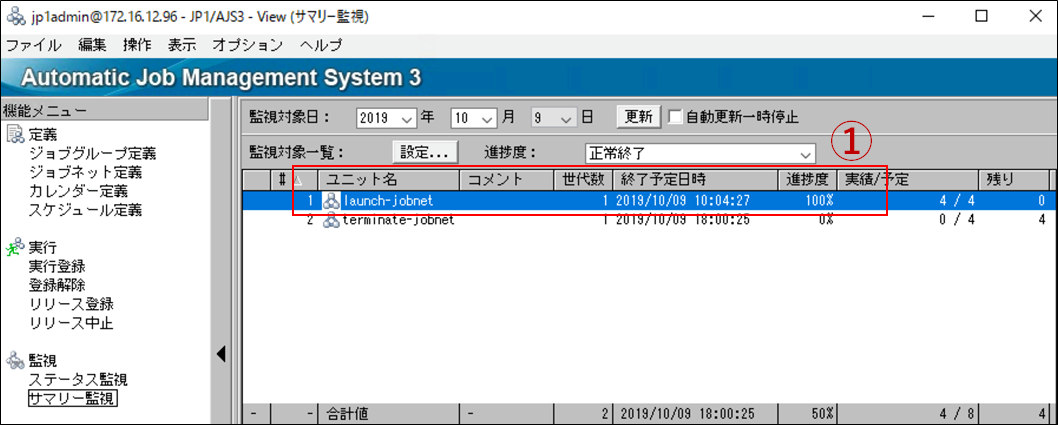 jp1admin@172.16.12.96 - JP1/AJS3 - View (サマリー監視)
ファイル 編集 操作 表示 オプション ヘルプ
Automatic Job Management System 3
機能メニュー
定義
ジョブグループ定義
ジョブネット定義
カレンダー定義
スケジュール定義
実行
実行登録
登録解除
リリース登録
リリース中止
監視
ステータス監視
サマリー監視
監視対象日： 2019 年 10 月 9 日 更新 自動更新一時停止
監視対象一覧： 設定... 進捗度： 正常終了
①
# ユニット名 コメント 世代数 終了予定日時 進捗度 実績/予定 残り
1 launch-jobnet 1 2019/10/09 10:04:27 100% 4 / 4 0
2 terminate-jobnet 1 2019/10/09 18:00:25 0% 0 / 4 4
- - 合計値 - 2 2019/10/09 18:00:25 50% 4 / 8 4